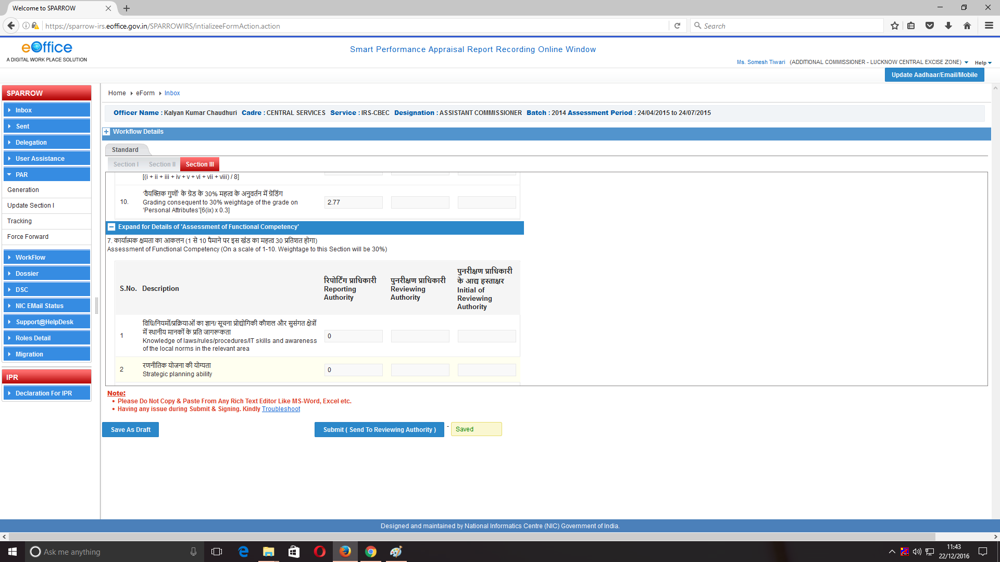 Welcome to SPARROW
https://sparrow-irs.eoffice.gov.in/SPARROWIRS/intializeeFormAction.action
Search
eOffice
A DIGITAL WORK PLACE SOLUTION
Smart Performance Appraisal Report Recording Online Window
Ms. Somesh Tiwari (ADDITIONAL COMMISSIONER - LUCKNOW CENTRAL EXCISE ZONE) Help
Update Aadhaar/Email/Mobile
SPARROW
Inbox
Sent
Delegation
User Assistance
PAR
Generation
Update Section I
Tracking
Force Forward
WorkFlow
Dossier
DSC
NIC EMail Status
Support@HelpDesk
Roles Detail
Migration
IPR
Declaration For IPR
Home eForm Inbox
Officer Name : Kalyan Kumar Chaudhuri Cadre : CENTRAL SERVICES Service : IRS-CBEC Designation : ASSISTANT COMMISSIONER Batch : 2014 Assessment Period : 24/04/2015 to 24/07/2015
Workflow Details
Standard
Section I Section II Section III
[(i + ii + iii + iv + v + vi + vii + viii) / 8]
10. 'वैयक्तिक गुणों' के ग्रेड के 30% महत्व के अनुवर्तन में ग्रेडिंग
Grading consequent to 30% weightage of the grade on
'Personal Attributes'[6(ix) x 0.3]
2.77
Expand for Details of 'Assessment of Functional Competency'
7. कार्यात्मक क्षमता का आकलन (1 से 10 पैमाने पर इस खंड का महत्व 30 प्रतिशत होगा)
Assessment of Functional Competency (On a scale of 1-10. Weightage to this Section will be 30%)
S.No. Description
रिपोर्टिंग प्राधिकारी
Reporting
Authority
पुनरीक्षण प्राधिकारी
Reviewing
Authority
पुनरीक्षण प्राधिकारी
के आद्य हस्ताक्षर
Initial of
Reviewing
Authority
1 विधि/नियमों/प्रक्रियाओं का ज्ञान/ सूचना प्रोद्योगिकी कौशल और सुसंगत क्षेत्रों
में स्थानीय मानकों के प्रति जागरूकता
Knowledge of laws/rules/procedures/IT skills and awareness
of the local norms in the relevant area
0
2 रणनीतिक योजना की योग्यता
Strategic planning ability
0
Note:
• Please Do Not Copy & Paste From Any Rich Text Editor Like MS-Word, Excel etc.
• Having any issue during Submit & Signing. Kindly Troubleshoot
Save As Draft
Submit ( Send To Reviewing Authority ) - Saved
Designed and maintained by National Informatics Centre (NIC) Government of India.
Ask me anything
11:43
22/12/2016